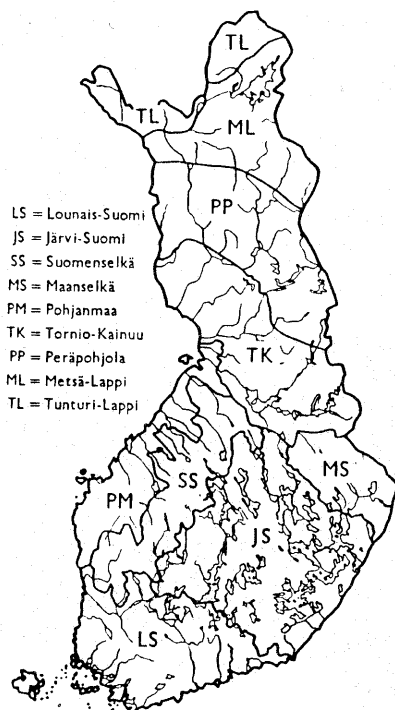 TL
TL
ML
PP
LS = Lounais-Suomi
JS = Järvi-Suomi
SS = Suomenselkä
MS = Maanselkä
PM = Pohjanmaa
TK = Tornio-Kainuu
PP = Peräpohjola
ML = Metsä-Lappi
TL = Tunturi-Lappi
TK
MS
SS
PM
JS
LS